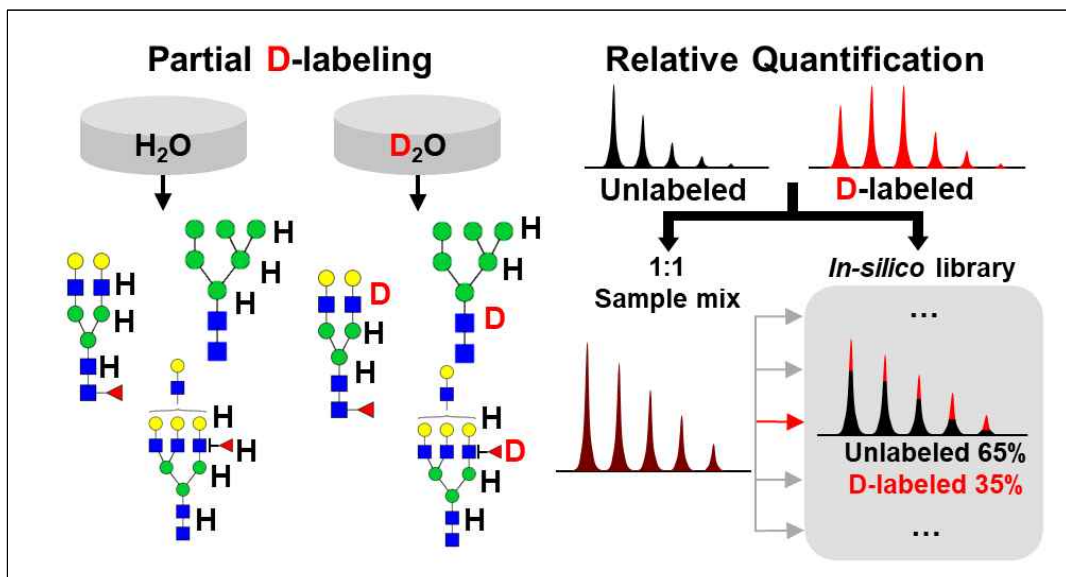 Partial D-labeling
H₂O
D₂O
H
H
H
H
H
H
H
H
H
H
H
D
D
H
H
D
H
H
Relative Quantification
Unlabeled
D-labeled
1:1
Sample mix
In-silico library
...
Unlabeled 65%
D-labeled 35%
...